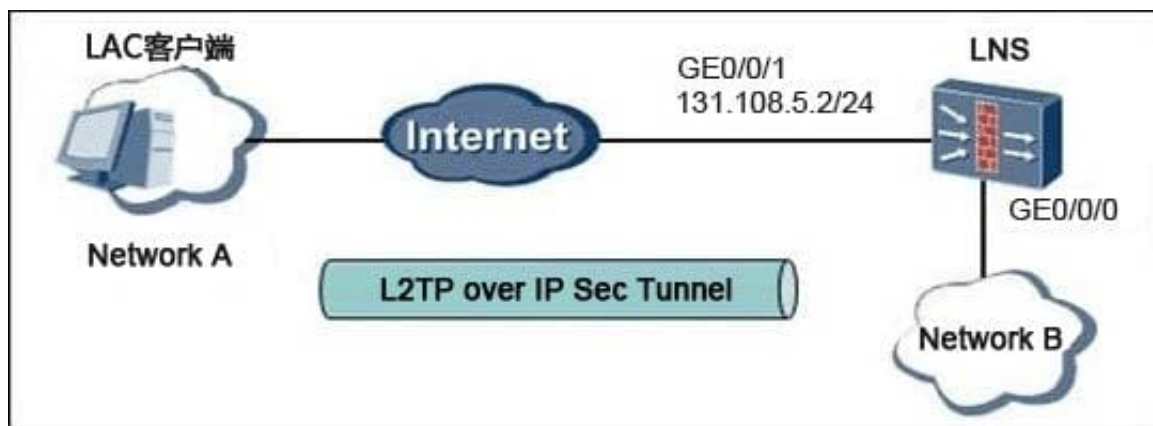 LAC客户端
Network A
Internet
GE0/0/1
131.108.5.2/24
LNS
GE0/0/0
L2TP over IP Sec Tunnel
Network B